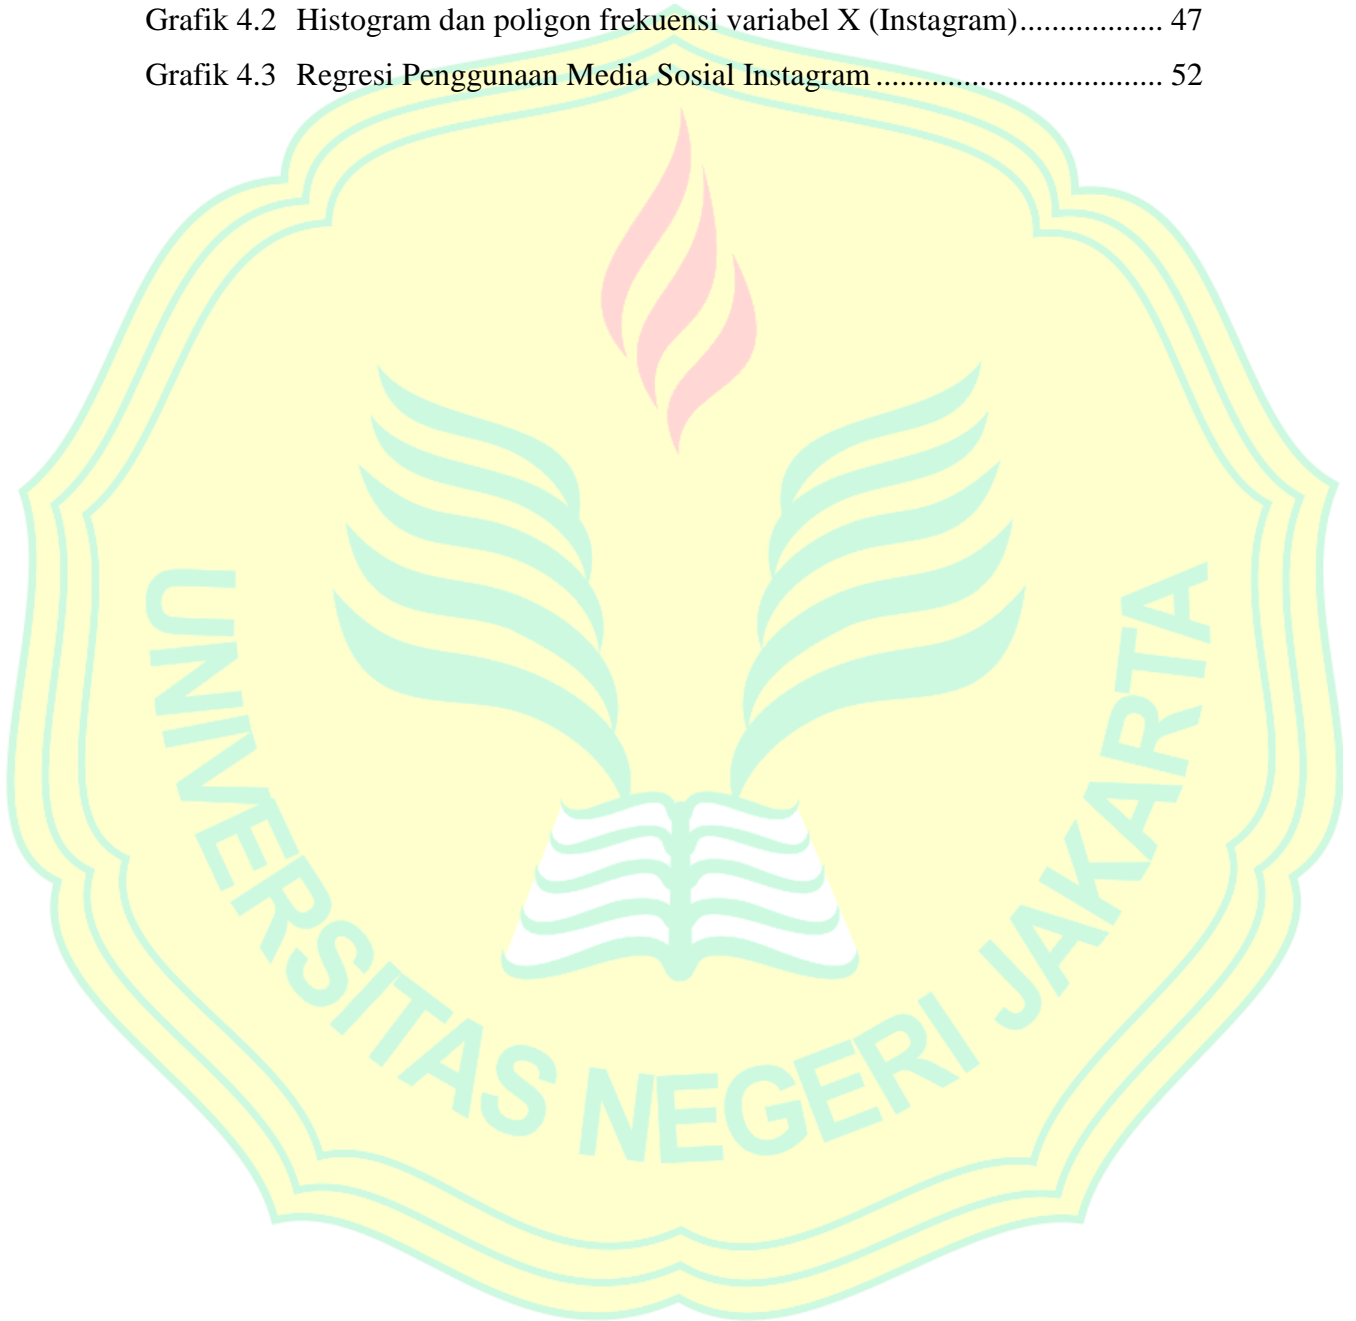 Grafik 4.2 Histogram dan poligon frekuensi variabel X (Instagram).................. 47
Grafik 4.3 Regresi Penggunaan Media Sosial Instagram .................................... 52
UNIVERSITAS NEGERI JAKARTA